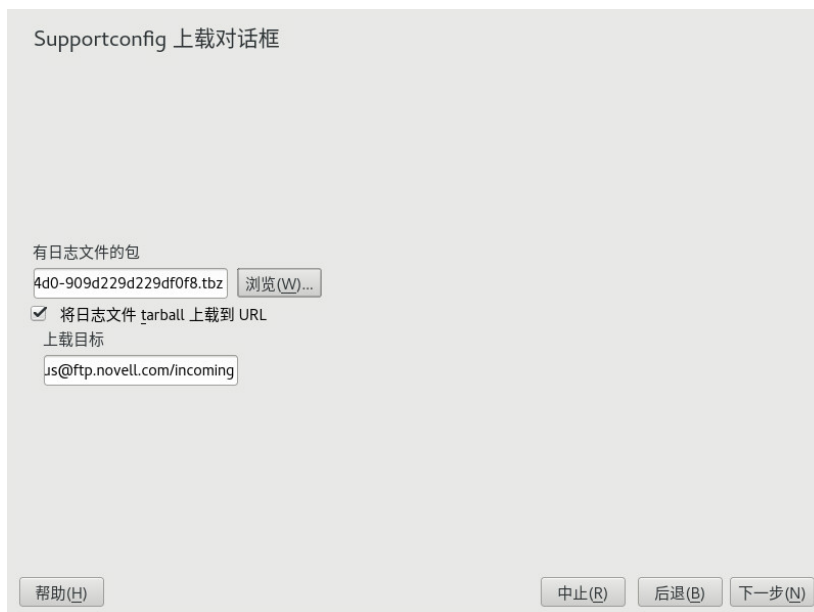 Supportconfig 上载对话框
有日志文件的包
4d0-909d229d229df0f8.tbz 浏览(W)...
将日志文件 tarball 上载到 URL
上载目标
us@ftp.novell.com/incoming
帮助(H) 中止(R) 后退(B) 下一步(N)